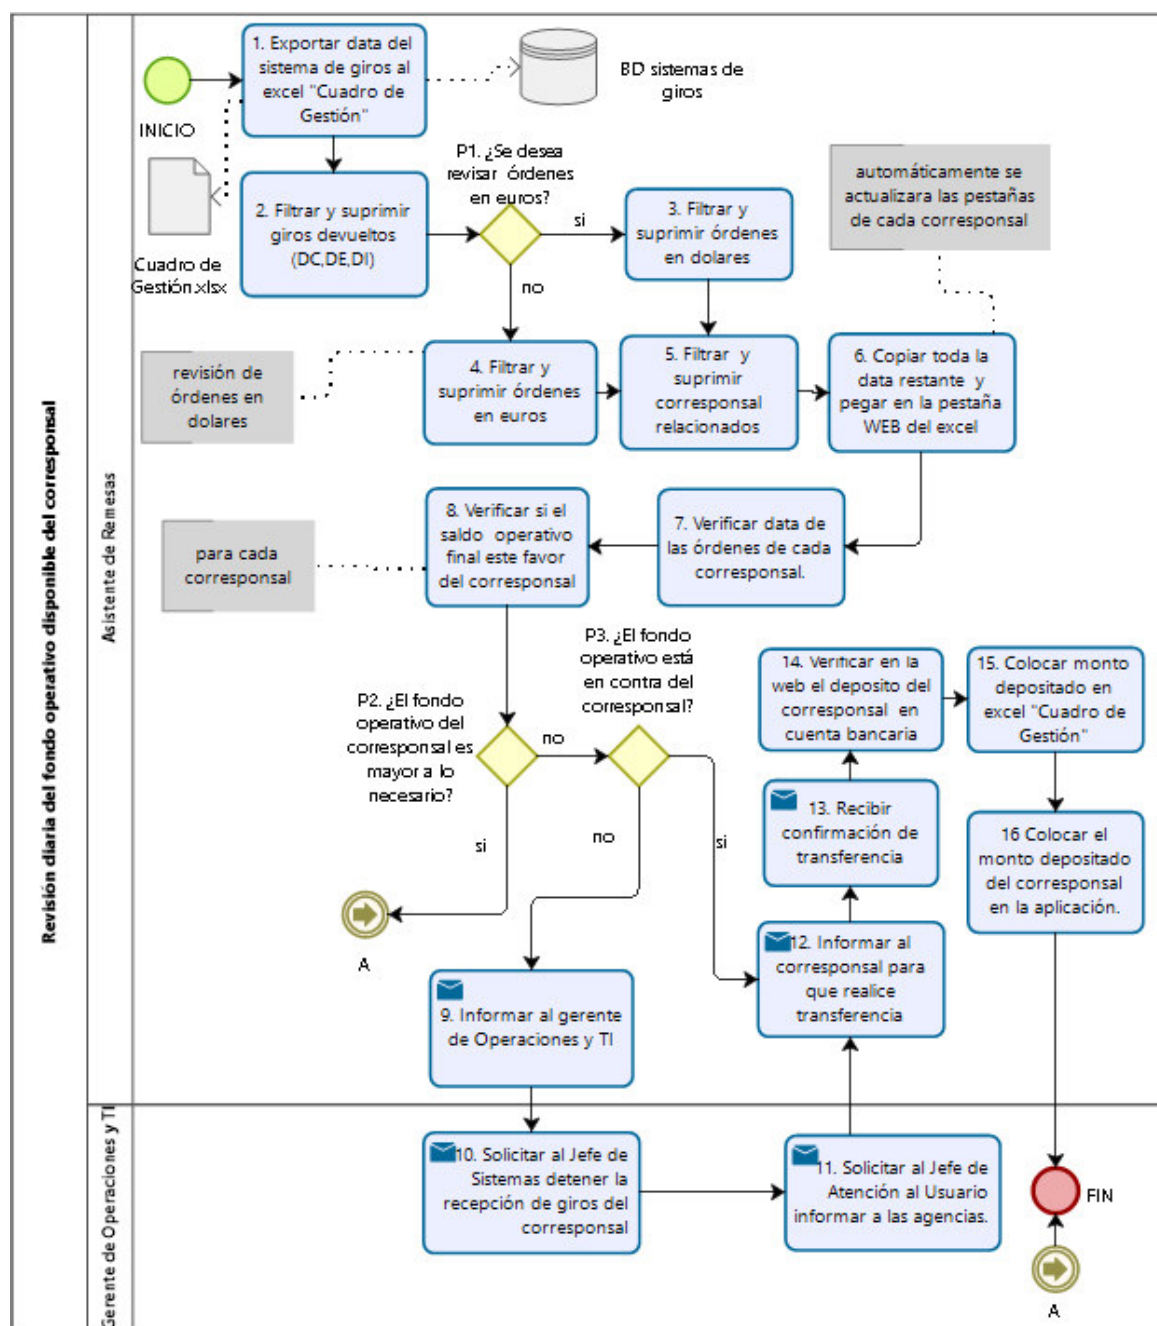 Revisión diaria del fondo operativo disponible del corresponsal
Asistente de Remesas
Gerente de Operaciones y TI
INICIO
1. Exportar data del
sistema de giros al
excel "Cuadro de
Gestión"
BD sistemas de
giros
Cuadro de
Gestión.xlsx
2. Filtrar y suprimir
giros devueltos
(DC,DE,DI)
P1. ¿Se desea
revisar órdenes
en euros?
si
no
3. Filtrar y
suprimir órdenes
en dolares
automáticamente se
actualizara las pestañas
de cada corresponsal
revisión de
órdenes en
dolares
4. Filtrar y
suprimir órdenes
en euros
5. Filtrar y
suprimir
corresponsal
relacionados
6. Copiar toda la
data restante y
pegar en la pestaña
WEB del excel
para cada
corresponsal
8. Verificar si el
saldo operativo
final este favor
del corresponsal
7. Verificar data de
las órdenes de cada
corresponsal.
P2. ¿El fondo
operativo del
corresponsal es
mayor a lo
necesario?
si
no
P3. ¿El fondo
operativo está
en contra del
corresponsal?
no
si
A
14. Verificar en la
web el deposito del
corresponsal en
cuenta bancaria
15. Colocar monto
depositado en
excel "Cuadro de
Gestión"
13. Recibir
confirmación de
transferencia
16 Colocar el
monto depositado
del corresponsal
en la aplicación.
12. Informar al
corresponsal para
que realice
transferencia
9. Informar al gerente
de Operaciones y TI
10. Solicitar al Jefe de
Sistemas detener la
recepción de giros del
corresponsal
11. Solicitar al Jefe de
Atención al Usuario
informar a las agencias.
FIN
A